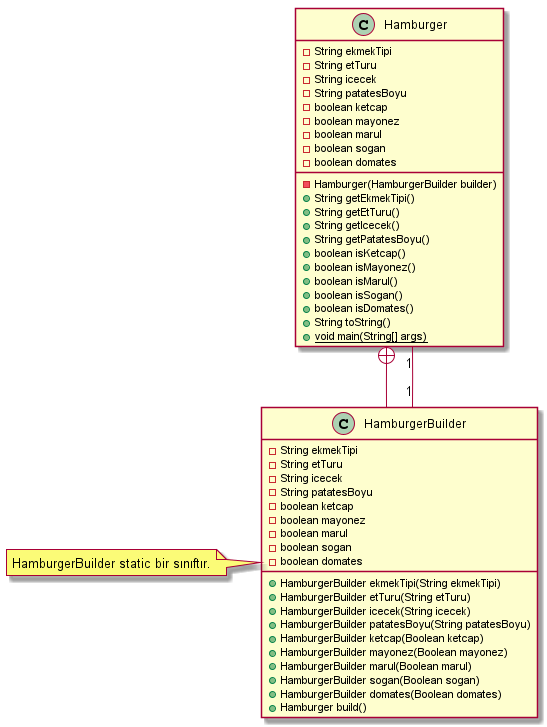 C Hamburger
String ekmekTipi
String etTuru
String icecek
String patatesBoyu
boolean ketcap
boolean mayonez
boolean marul
boolean sogan
boolean domates
Hamburger(HamburgerBuilder builder)
String getEkmekTipi()
String getEtTuru()
String getIcecek()
String getPatatesBoyu()
boolean isKetcap()
boolean isMayonez()
boolean isMarul()
boolean isSogan()
boolean isDomates()
String toString()
void main(String[] args)
1
1
C HamburgerBuilder
String ekmekTipi
String etTuru
String icecek
String patatesBoyu
boolean ketcap
boolean mayonez
boolean marul
boolean sogan
boolean domates
HamburgerBuilder static bir sınıftır.
HamburgerBuilder ekmekTipi(String ekmekTipi)
HamburgerBuilder etTuru(String etTuru)
HamburgerBuilder icecek(String icecek)
HamburgerBuilder patatesBoyu(String patatesBoyu)
HamburgerBuilder ketcap(Boolean ketcap)
HamburgerBuilder mayonez(Boolean mayonez)
HamburgerBuilder marul(Boolean marul)
HamburgerBuilder sogan(Boolean sogan)
HamburgerBuilder domates(Boolean domates)
Hamburger build()